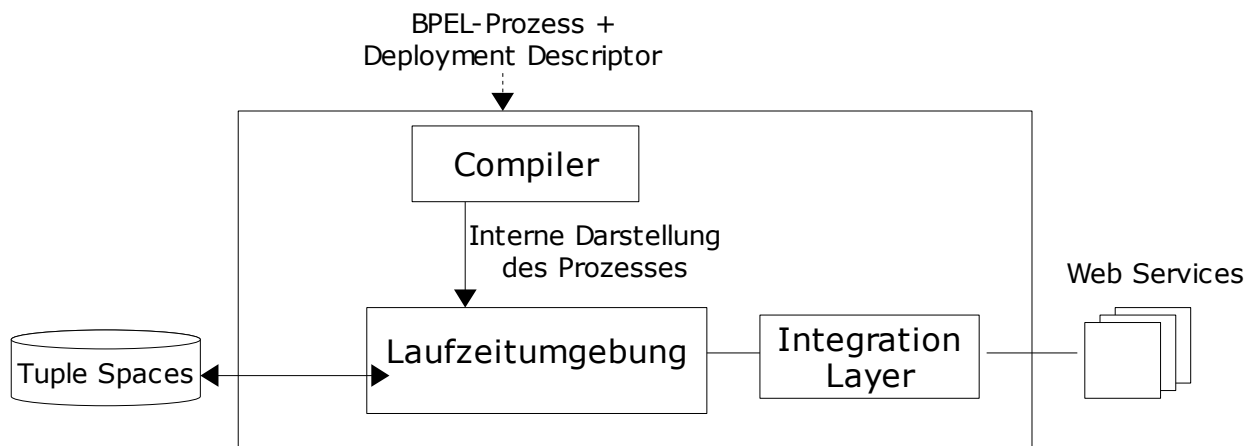 BPEL-Prozess +
Deployment Descriptor
Compiler
Interne Darstellung
des Prozesses
Web Services
Laufzeitumgebung
Integration
Layer
Tuple Spaces